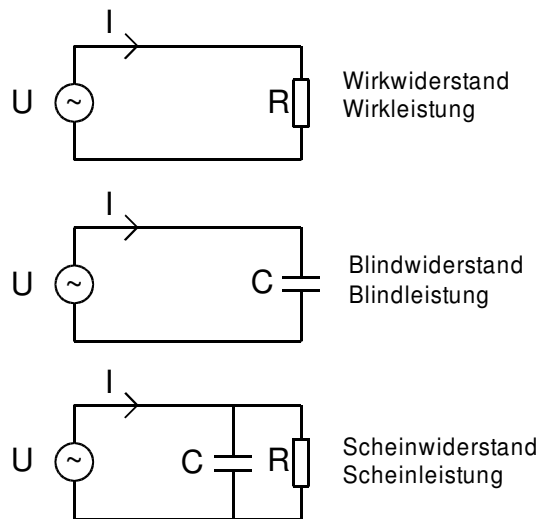 I
U
~
R
Wirkwiderstand
Wirkleistung
I
U
~
C
Blindwiderstand
Blindleistung
I
U
~
C
R
Scheinwiderstand
Scheinleistung